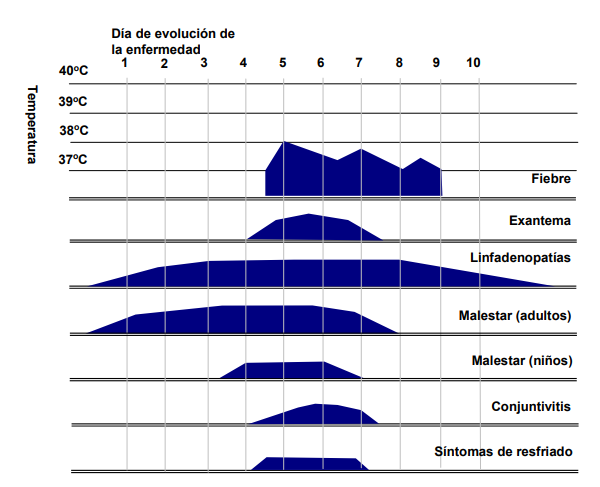 Día de evolución de
la enfermedad
1 2 3 4 5 6 7 8 9 10
40ºC
39ºC
38ºC
37ºC
Temperatura
Fiebre
Exantema
Linfadenopatías
Malestar (adultos)
Malestar (niños)
Conjuntivitis
Síntomas de resfriado